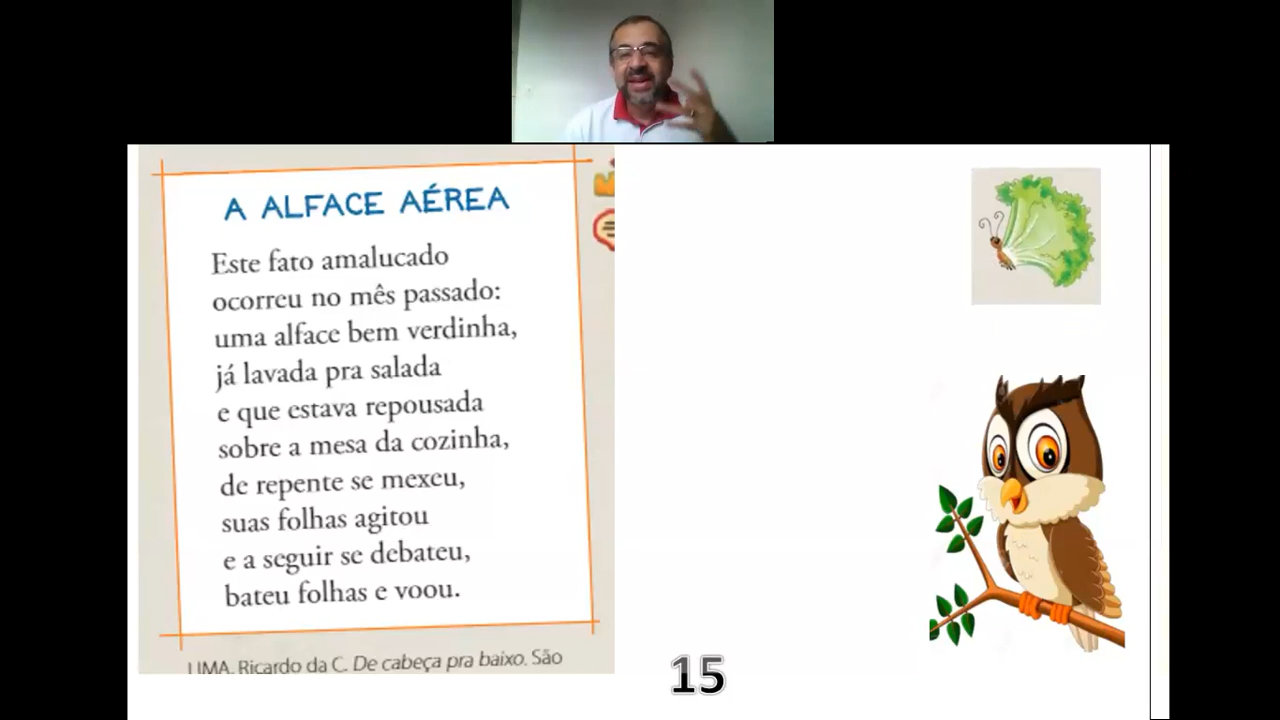 A ALFACE AÉREA
Este fato amalucado
ocorreu no mês passado:
uma alface bem verdinha,
já lavada pra salada
e que estava repousada
sobre a mesa da cozinha,
de repente se mexeu,
suas folhas agitou
e a seguir se debateu,
bateu folhas e voou.
LIMA, Ricardo da C. De cabeça pra baixo. São
15